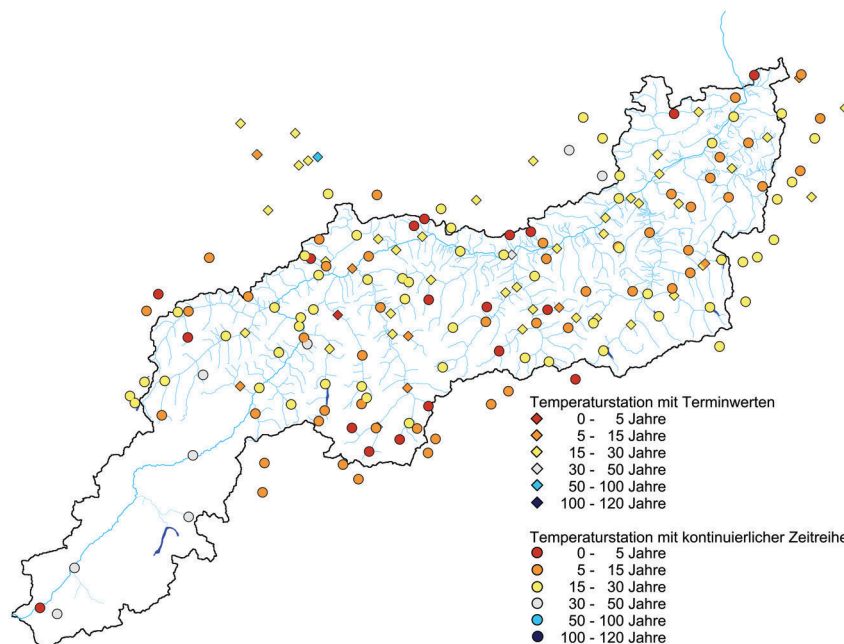 Temperaturstation mit Terminwerten
0 - 5 Jahre
5 - 15 Jahre
15 - 30 Jahre
30 - 50 Jahre
50 - 100 Jahre
100 - 120 Jahre
Temperaturstation mit kontinuierlicher Zeitreihe
0 - 5 Jahre
5 - 15 Jahre
15 - 30 Jahre
30 - 50 Jahre
50 - 100 Jahre
100 - 120 Jahre